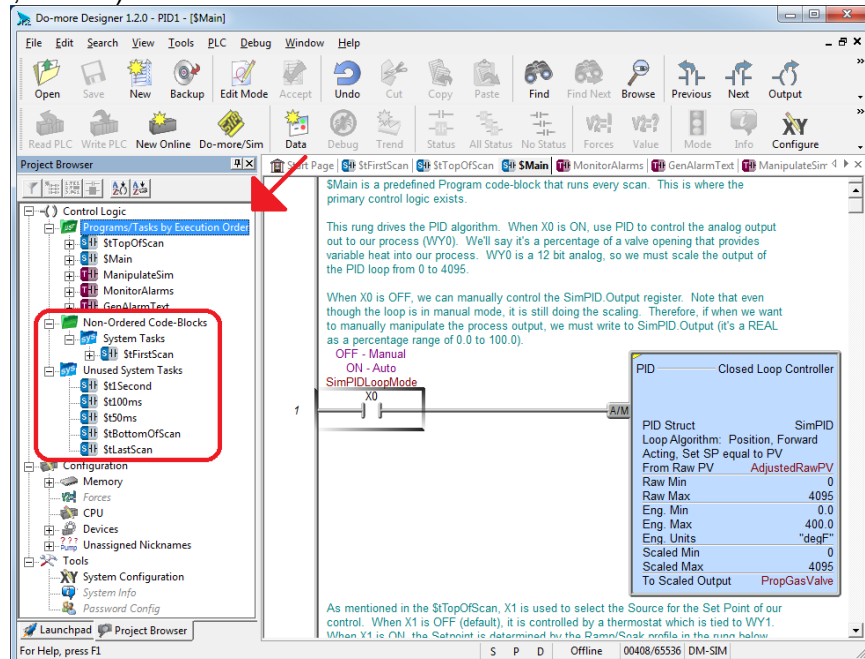 Do-more Designer 1.2.0 - PID1 - [$Main]
File Edit Search View Tools PLC Debug Window Help
Open Save New Backup Edit Mode Accept Undo Cut Copy Paste Find Find Next Browse Previous Next Output
Read PLC Write PLC New Online Do-more/Sim Data Debug Trend Status All Status No Status Forces Value Mode Info Configure
Project Browser
Start Page $tFirstScan $tTopOfScan $Main MonitorAlarms GenAlarmText ManipulateSim
Control Logic
Programs/Tasks by Execution Order
$tTopOfScan
$Main
ManipulateSim
MonitorAlarms
GenAlarmText
Non-Ordered Code-Blocks
System Tasks
$tFirstScan
Unused System Tasks
$t1Second
$t100ms
$t50ms
$tBottomOfScan
$tLastScan
Configuration
Memory
Forces
CPU
Devices
Unassigned Nicknames
Tools
System Configuration
System Info
Password Config
Launchpad Project Browser
$Main is a predefined Program code-block that runs every scan. This is where the
primary control logic exists.
This rung drives the PID algorithm. When X0 is ON, use PID to control the analog output
out to our process (WY0). We'll say it's a percentage of a valve opening that provides
variable heat into our process. WY0 is a 12 bit analog, so we must scale the output of
the PID loop from 0 to 4095.
When X0 is OFF, we can manually control the SimPID.Output register. Note that even
though the loop is in manual mode, it is still doing the scaling. Therefore, if when we want
to manually manipulate the process output, we must write to SimPID.Output (it's a REAL
as a percentage range of 0.0 to 100.0).
OFF - Manual
ON - Auto
SimPIDLoopMode
X0
1
A/M
PID Closed Loop Controller
PID Struct SimPID
Loop Algorithm: Position, Forward
Acting, Set SP equal to PV
From Raw PV AdjustedRawPV
Raw Min 0
Raw Max 4095
Eng. Min 0.0
Eng. Max 400.0
Eng. Units "degF"
Scaled Min 0
Scaled Max 4095
To Scaled Output PropGasValve
As mentioned in the $tTopOfScan, X1 is used to select the Source for the Set Point of our
control. When X1 is OFF (default), it is controlled by a thermostat which is tied to WY1.
When X1 is ON, the Setpoint is determined by the Ramp/Soak profile in the rung below
For Help, press F1
S P D Offline 00408/65536 DM-SIM